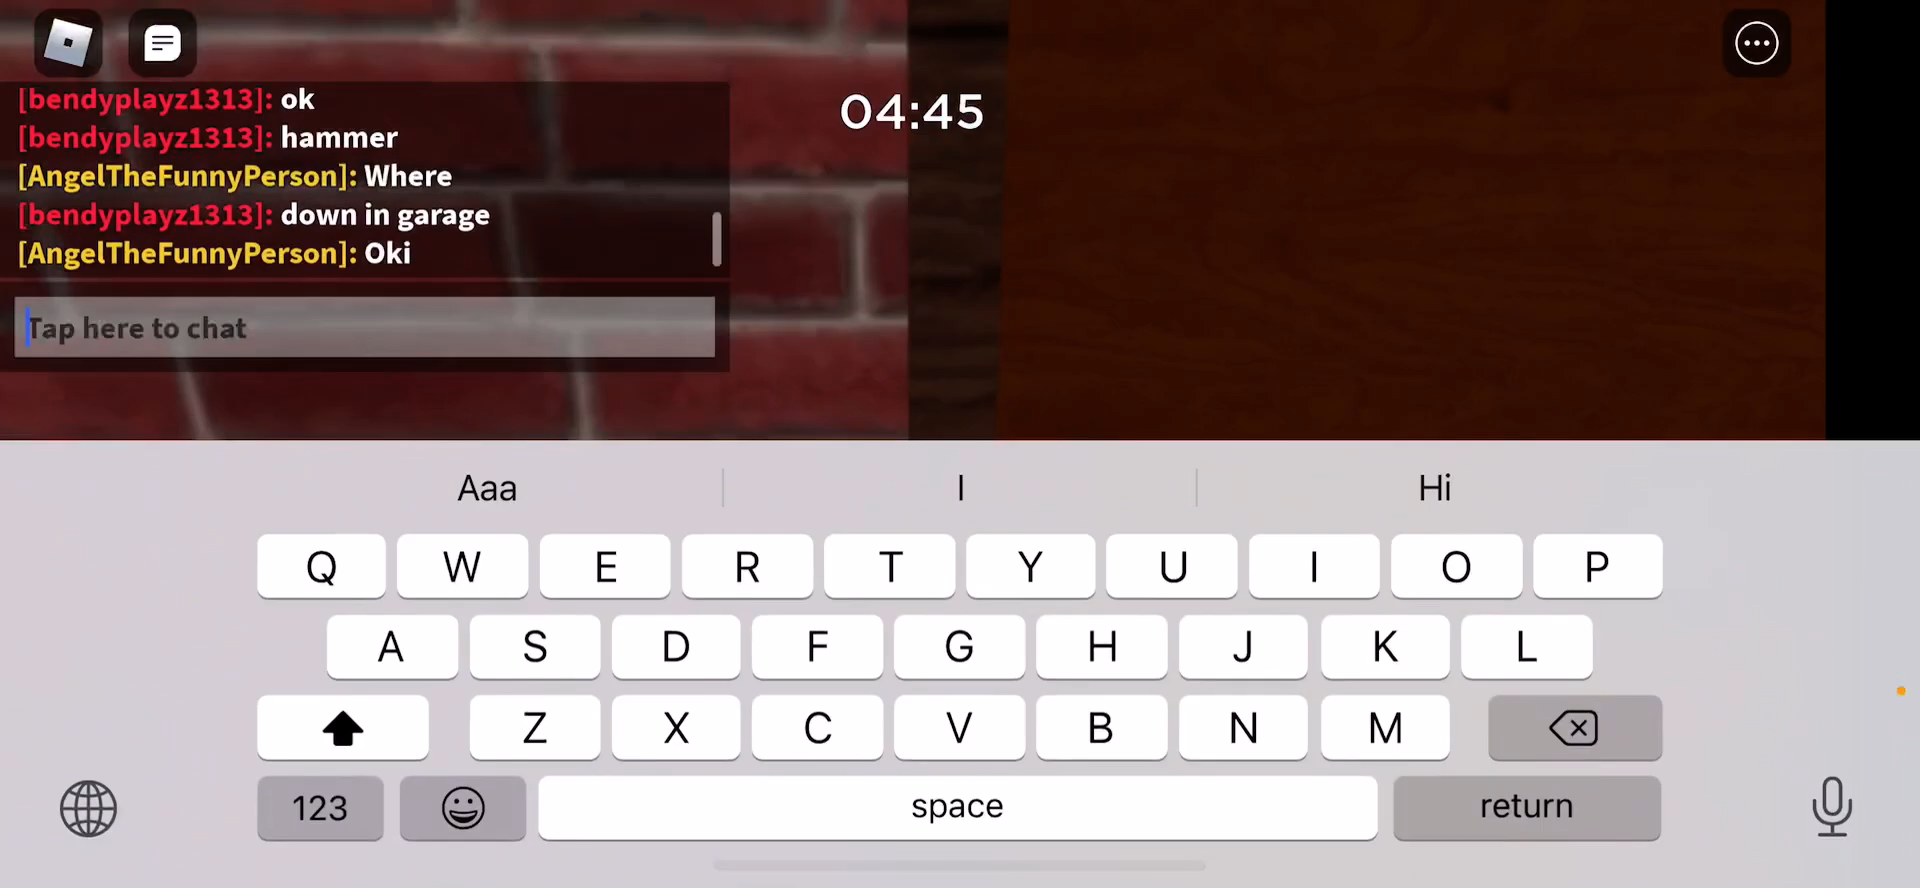 [bendyplayz1313]: ok
[bendyplayz1313]: hammer
[AngelTheFunnyPerson]: Where
[bendyplayz1313]: down in garage
[AngelTheFunnyPerson]: Oki
Tap here to chat
04:45
Aaa I Hi
Q W E R T Y U I O P
A S D F G H J K L
Z X C V B N M
123 space return